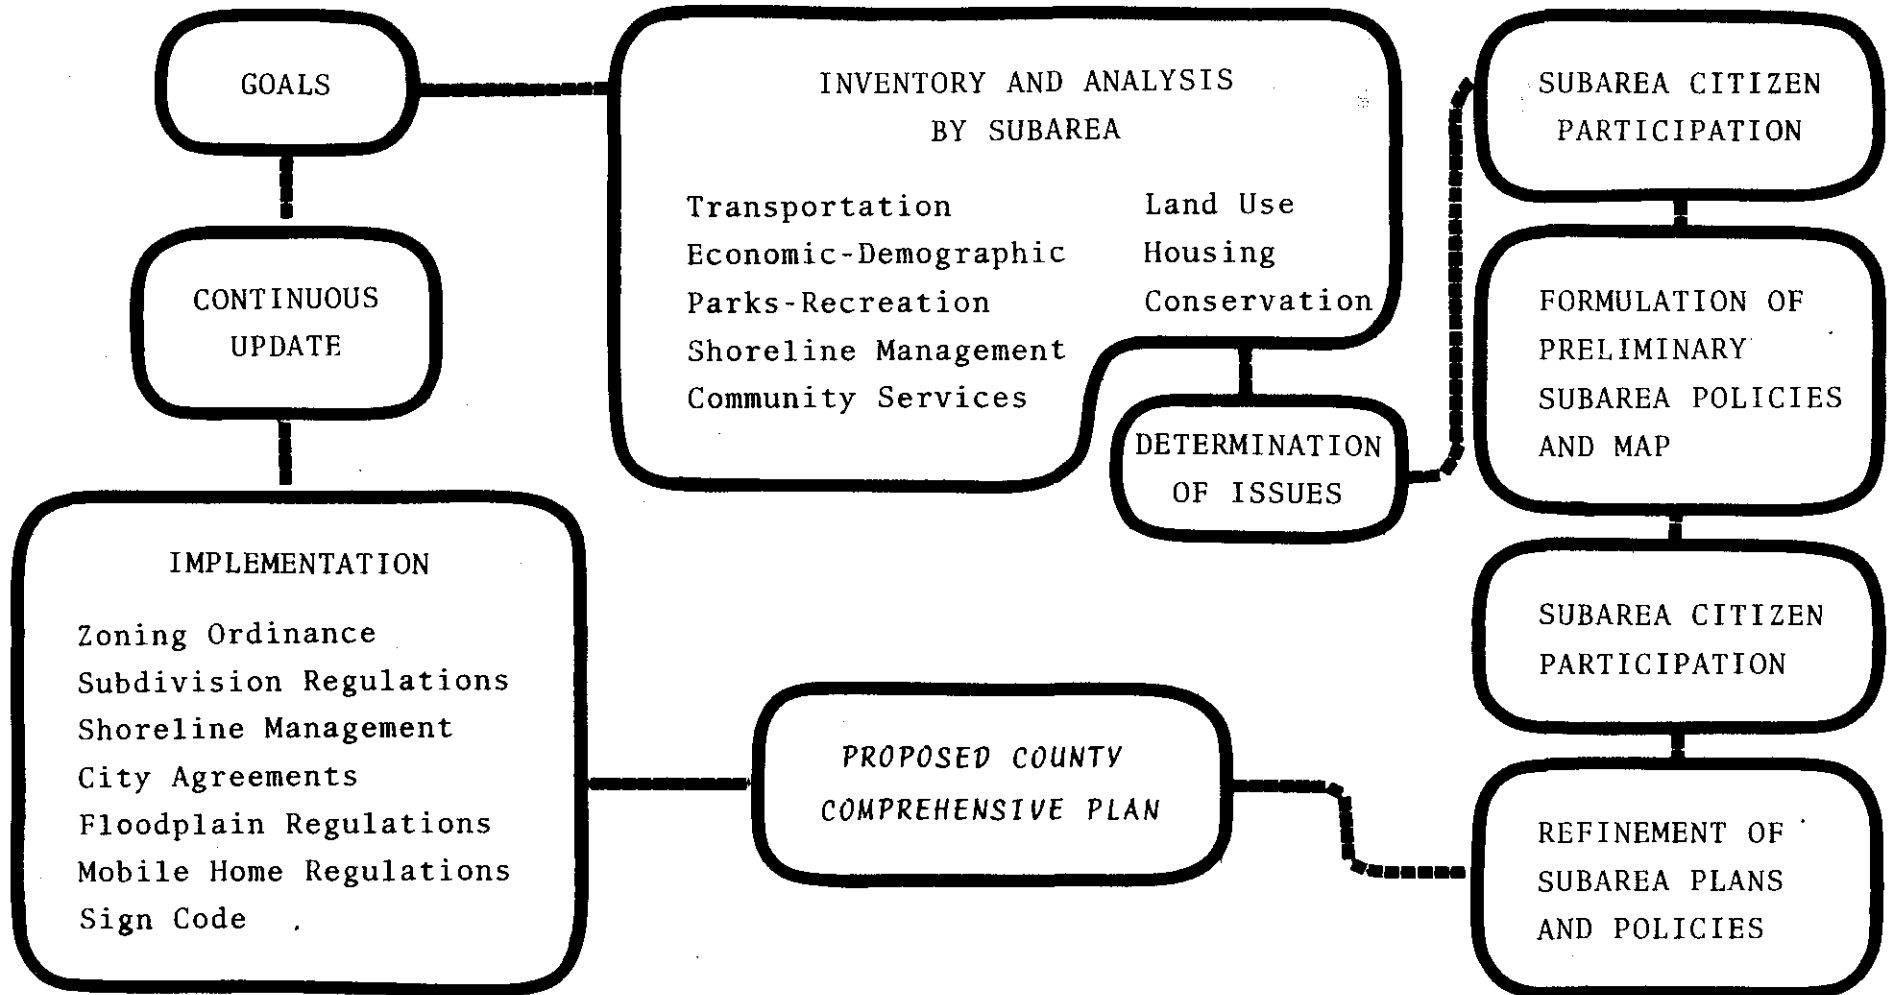 GOALS
INVENTORY AND ANALYSIS
BY SUBAREA
Transportation
Economic-Demographic
Parks-Recreation
Shoreline Management
Community Services
Land Use
Housing
Conservation
DETERMINATION
OF ISSUES
SUBAREA CITIZEN
PARTICIPATION
FORMULATION OF
PRELIMINARY
SUBAREA POLICIES
AND MAP
SUBAREA CITIZEN
PARTICIPATION
REFINEMENT OF
SUBAREA PLANS
AND POLICIES
PROPOSED COUNTY
COMPREHENSIVE PLAN
IMPLEMENTATION
Zoning Ordinance
Subdivision Regulations
Shoreline Management
City Agreements
Floodplain Regulations
Mobile Home Regulations
Sign Code
CONTINUOUS
UPDATE